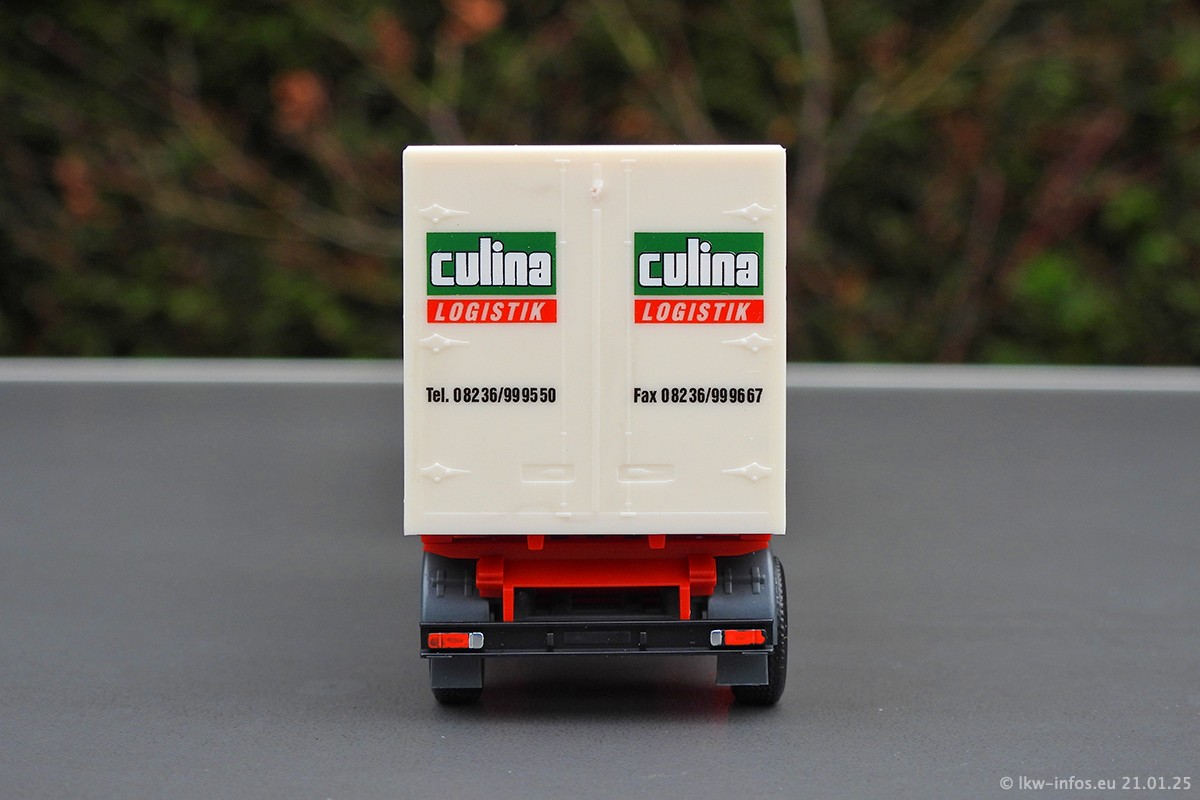 culina
LOGISTIK
culina
LOGISTIK
Tel. 08236/999550
Fax 08236/999667
© lkw-infos.eu 21.01.25